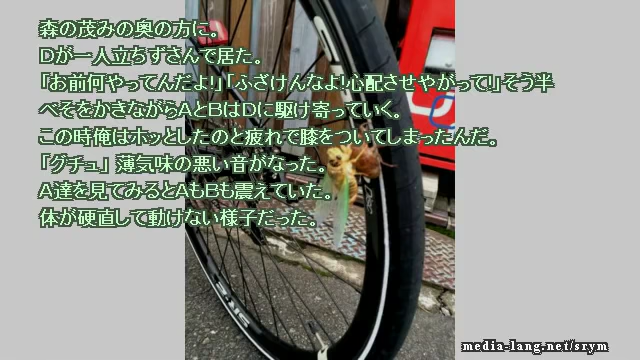 森の茂みの奥の方に。
Dが一人立ちずさんで居た。
「お前何やってんだよ!」「ふざけんなよ!心配させやがって!」そう半
べそをかきながらAとBはDに駆け寄っていく。
この時俺はホッとしたのと疲れで膝をついてしまったんだ。
「グチュ」 薄気味の悪い音がなった。
A達を見てみるとAもBも震えていた。
体が硬直して動けない様子だった。
media-lang.net/srym